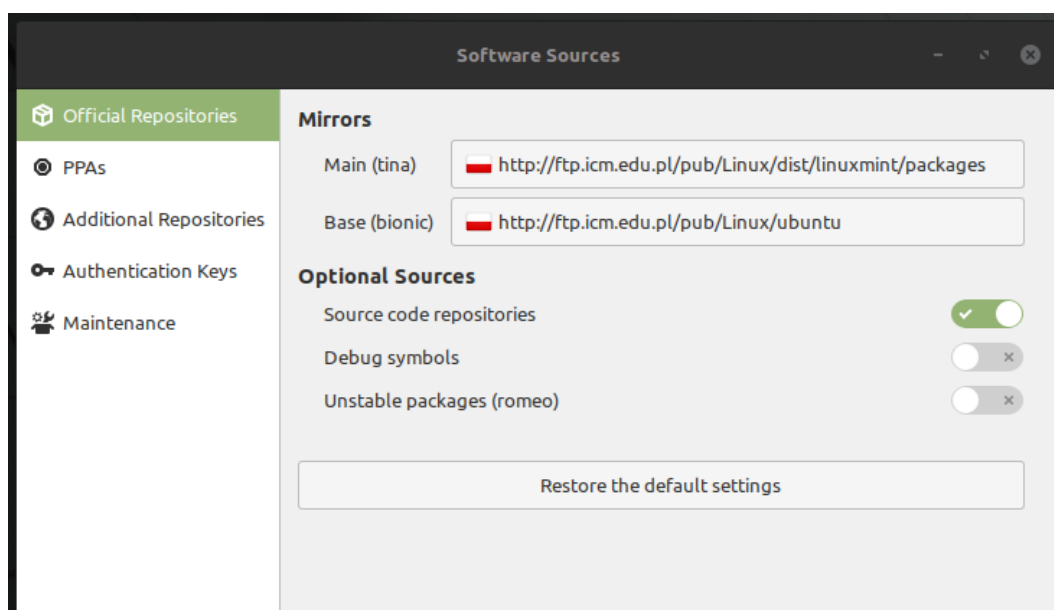 Software Sources
Official Repositories
PPAs
Additional Repositories
Authentication Keys
Maintenance
Mirrors
Main (tina) http://ftp.icm.edu.pl/pub/Linux/dist/linuxmint/packages
Base (bionic) http://ftp.icm.edu.pl/pub/Linux/ubuntu
Optional Sources
Source code repositories
Debug symbols
Unstable packages (romeo)
Restore the default settings